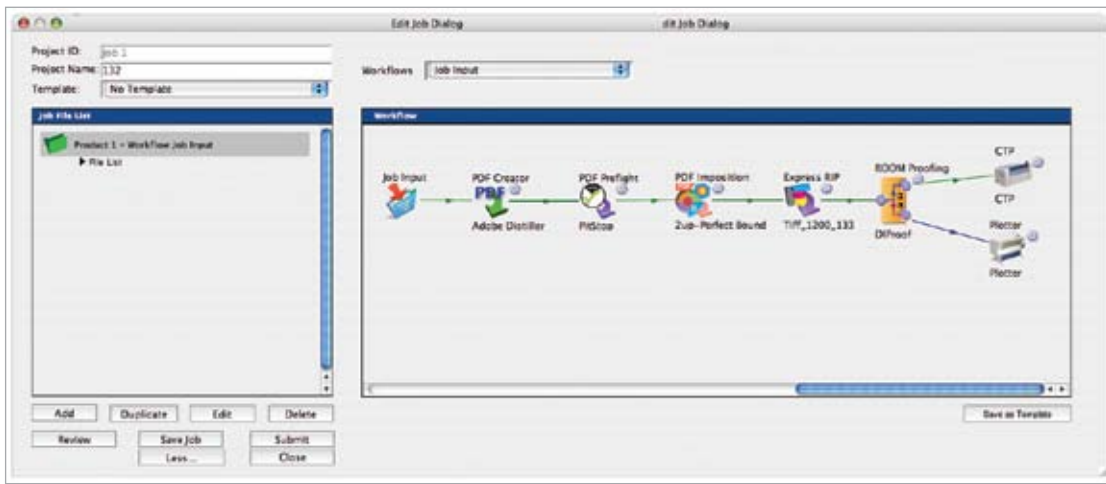 Edit Job Dialog
dit Job Dialog
Project ID: Job 1
Project Name: 132
Template: No Template
Workflows Job Input
Job File List
Product 1 - Workflow Job Input
File List
Workflow
Job Input
PDF Creator
PDF
Adobe Distiller
PDF Preflight
PitStop
PDF Imposition
2up-Perfect Bound
Express RIP
Tiff_1200_133
ROOM Proofing
DIProof
CTP
CTP
Plotter
Plotter
Add
Duplicate
Edit
Delete
Save as Template
Review
Save Job
Submit
Less...
Close